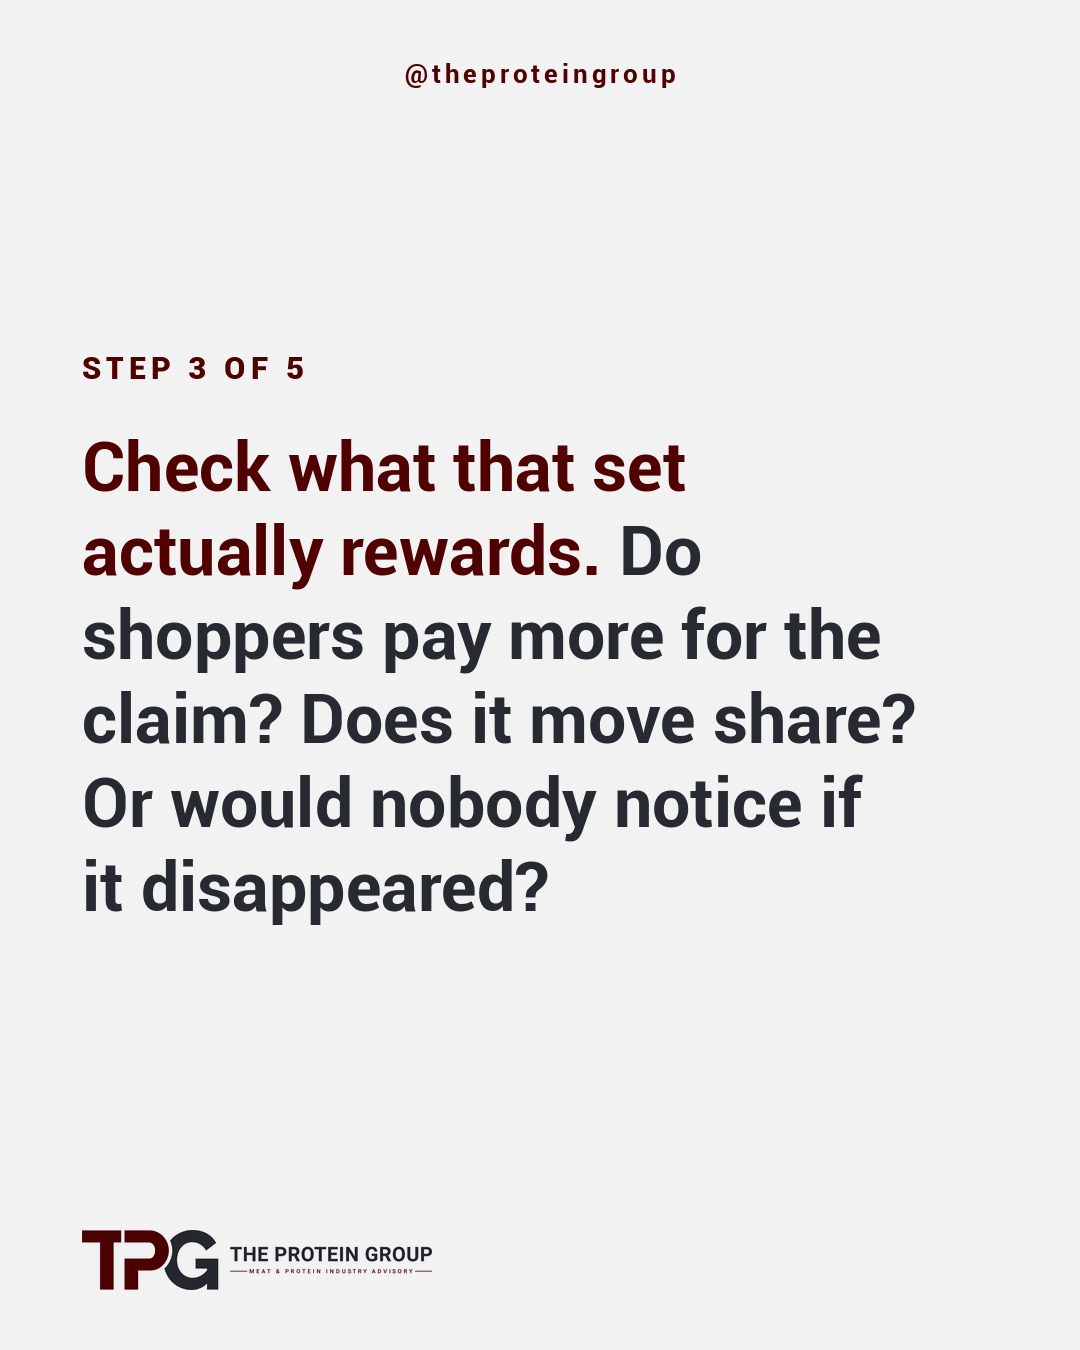 @theproteingroup
STEP 3 OF 5
Check what that set
actually rewards. Do
shoppers pay more for the
claim? Does it move share?
Or would nobody notice if
it disappeared?
TPG THE PROTEIN GROUP
MEAT & PROTEIN INDUSTRY ADVISORY